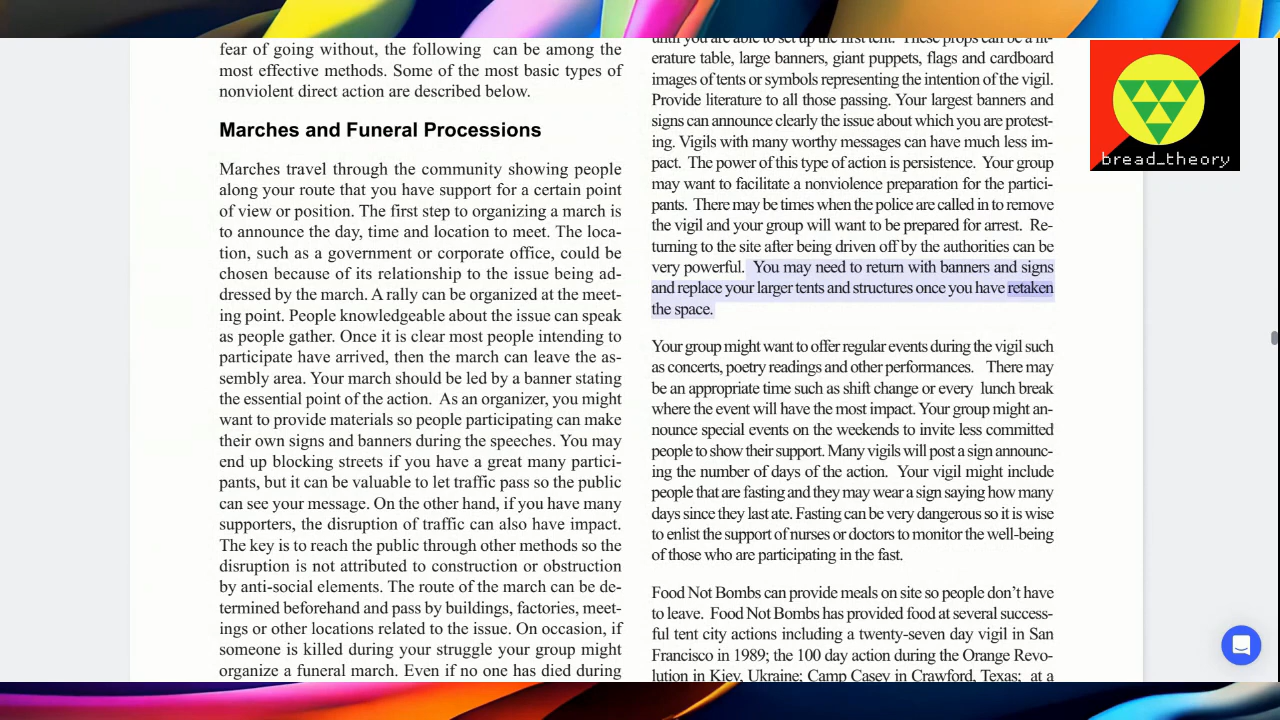 fear of going without, the following  can be among the
most effective methods. Some of the most basic types of
nonviolent direct action are described below.
Marches and Funeral Processions
Marches travel through the community showing people
along your route that you have support for a certain point
of view or position. The first step to organizing a march is
to announce the day, time and location to meet. The loca-
tion, such as a government or corporate office, could be
chosen because of its relationship to the issue being ad-
dressed by the march. A rally can be organized at the meet-
ing point. People knowledgeable about the issue can speak
as people gather. Once it is clear most people intending to
participate have arrived, then the march can leave the as-
sembly area. Your march should be led by a banner stating
the essential point of the action.  As an organizer, you might
want to provide materials so people participating can make
their own signs and banners during the speeches. You may
end up blocking streets if you have a great many partici-
pants, but it can be valuable to let traffic pass so the public
can see your message. On the other hand, if you have many
supporters, the disruption of traffic can also have impact.
The key is to reach the public through other methods so the
disruption is not attributed to construction or obstruction
by anti-social elements. The route of the march can be de-
termined beforehand and pass by buildings, factories, meet-
ings or other locations related to the issue. On occasion, if
someone is killed during your struggle your group might
organize a funeral march. Even if no one has died during
until you are able to set up the first tent.  These props can be a lit-
erature table, large banners, giant puppets, flags and cardboard
images of tents or symbols representing the intention of the vigil.
Provide literature to all those passing. Your largest banners and
signs can announce clearly the issue about which you are protest-
ing. Vigils with many worthy messages can have much less im-
pact.  The power of this type of action is persistence.  Your group
may want to facilitate a nonviolence preparation for the partici-
pants.  There may be times when the police are called in to remove
the vigil and your group will want to be prepared for arrest.  Re-
turning to the site after being driven off by the authorities can be
very powerful.  You may need to return with banners and signs
and replace your larger tents and structures once you have retaken
the space.
Your group might want to offer regular events during the vigil such
as concerts, poetry readings and other performances.   There may
be an appropriate time such as shift change or every  lunch break
where the event will have the most impact. Your group might an-
nounce special events on the weekends to invite less committed
people to show their support. Many vigils will post a sign announc-
ing the number of days of the action.  Your vigil might include
people that are fasting and they may wear a sign saying how many
days since they last ate. Fasting can be very dangerous so it is wise
to enlist the support of nurses or doctors to monitor the well-being
of those who are participating in the fast.
Food Not Bombs can provide meals on site so people don't have
to leave.  Food Not Bombs has provided food at several success-
ful tent city actions including a twenty-seven day vigil in San
Francisco in 1989; the 100 day action during the Orange Revo-
lution in Kiev, Ukraine; Camp Casey in Crawford, Texas;  at a
bread_theory